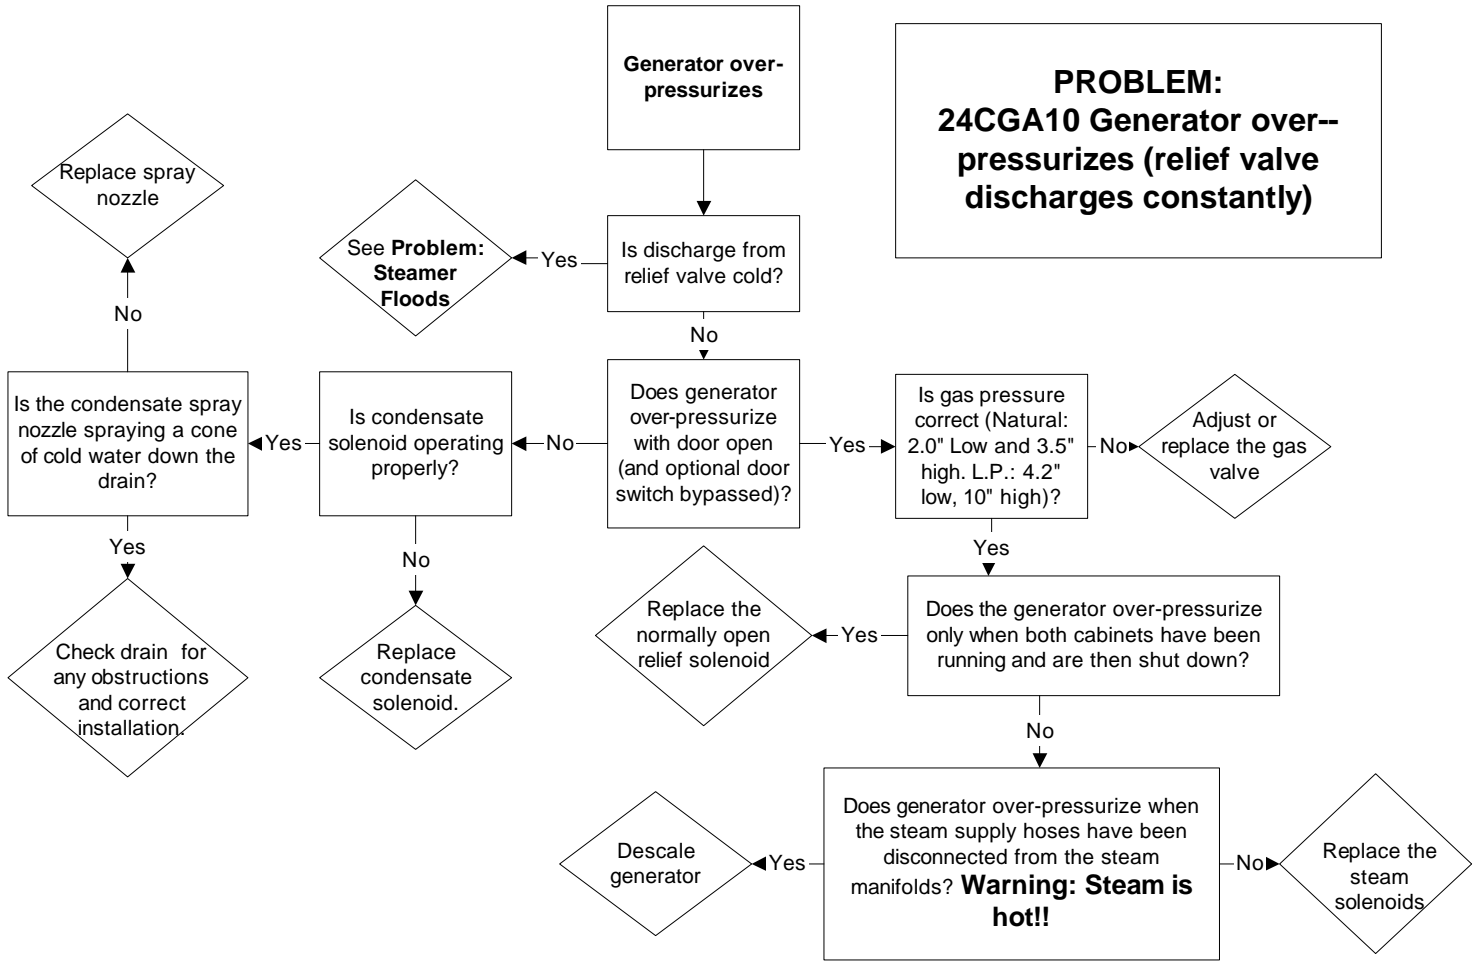 Generator over-
pressurizes
PROBLEM:
24CGA10 Generator over--
pressurizes (relief valve
discharges constantly)
Replace spray
nozzle
See Problem:
Steamer
Floods
Yes
Is discharge from
relief valve cold?
No
No
Is the condensate spray
nozzle spraying a cone
of cold water down the
drain?
Yes
Is condensate
solenoid operating
properly?
No
Does generator
over-pressurize
with door open
(and optional door
switch bypassed)?
Yes
Is gas pressure
correct (Natural:
2.0" Low and 3.5"
high. L.P.: 4.2"
low, 10" high)?
No
Adjust or
replace the gas
valve
Yes
No
Yes
Check drain for
any obstructions
and correct
installation.
Replace
condensate
solenoid.
Replace the
normally open
relief solenoid
Yes
Does the generator over-pressurize
only when both cabinets have been
running and are then shut down?
No
Descale
generator
Yes
Does generator over-pressurize when
the steam supply hoses have been
disconnected from the steam
manifolds? Warning: Steam is
hot!!
No
Replace the
steam
solenoids